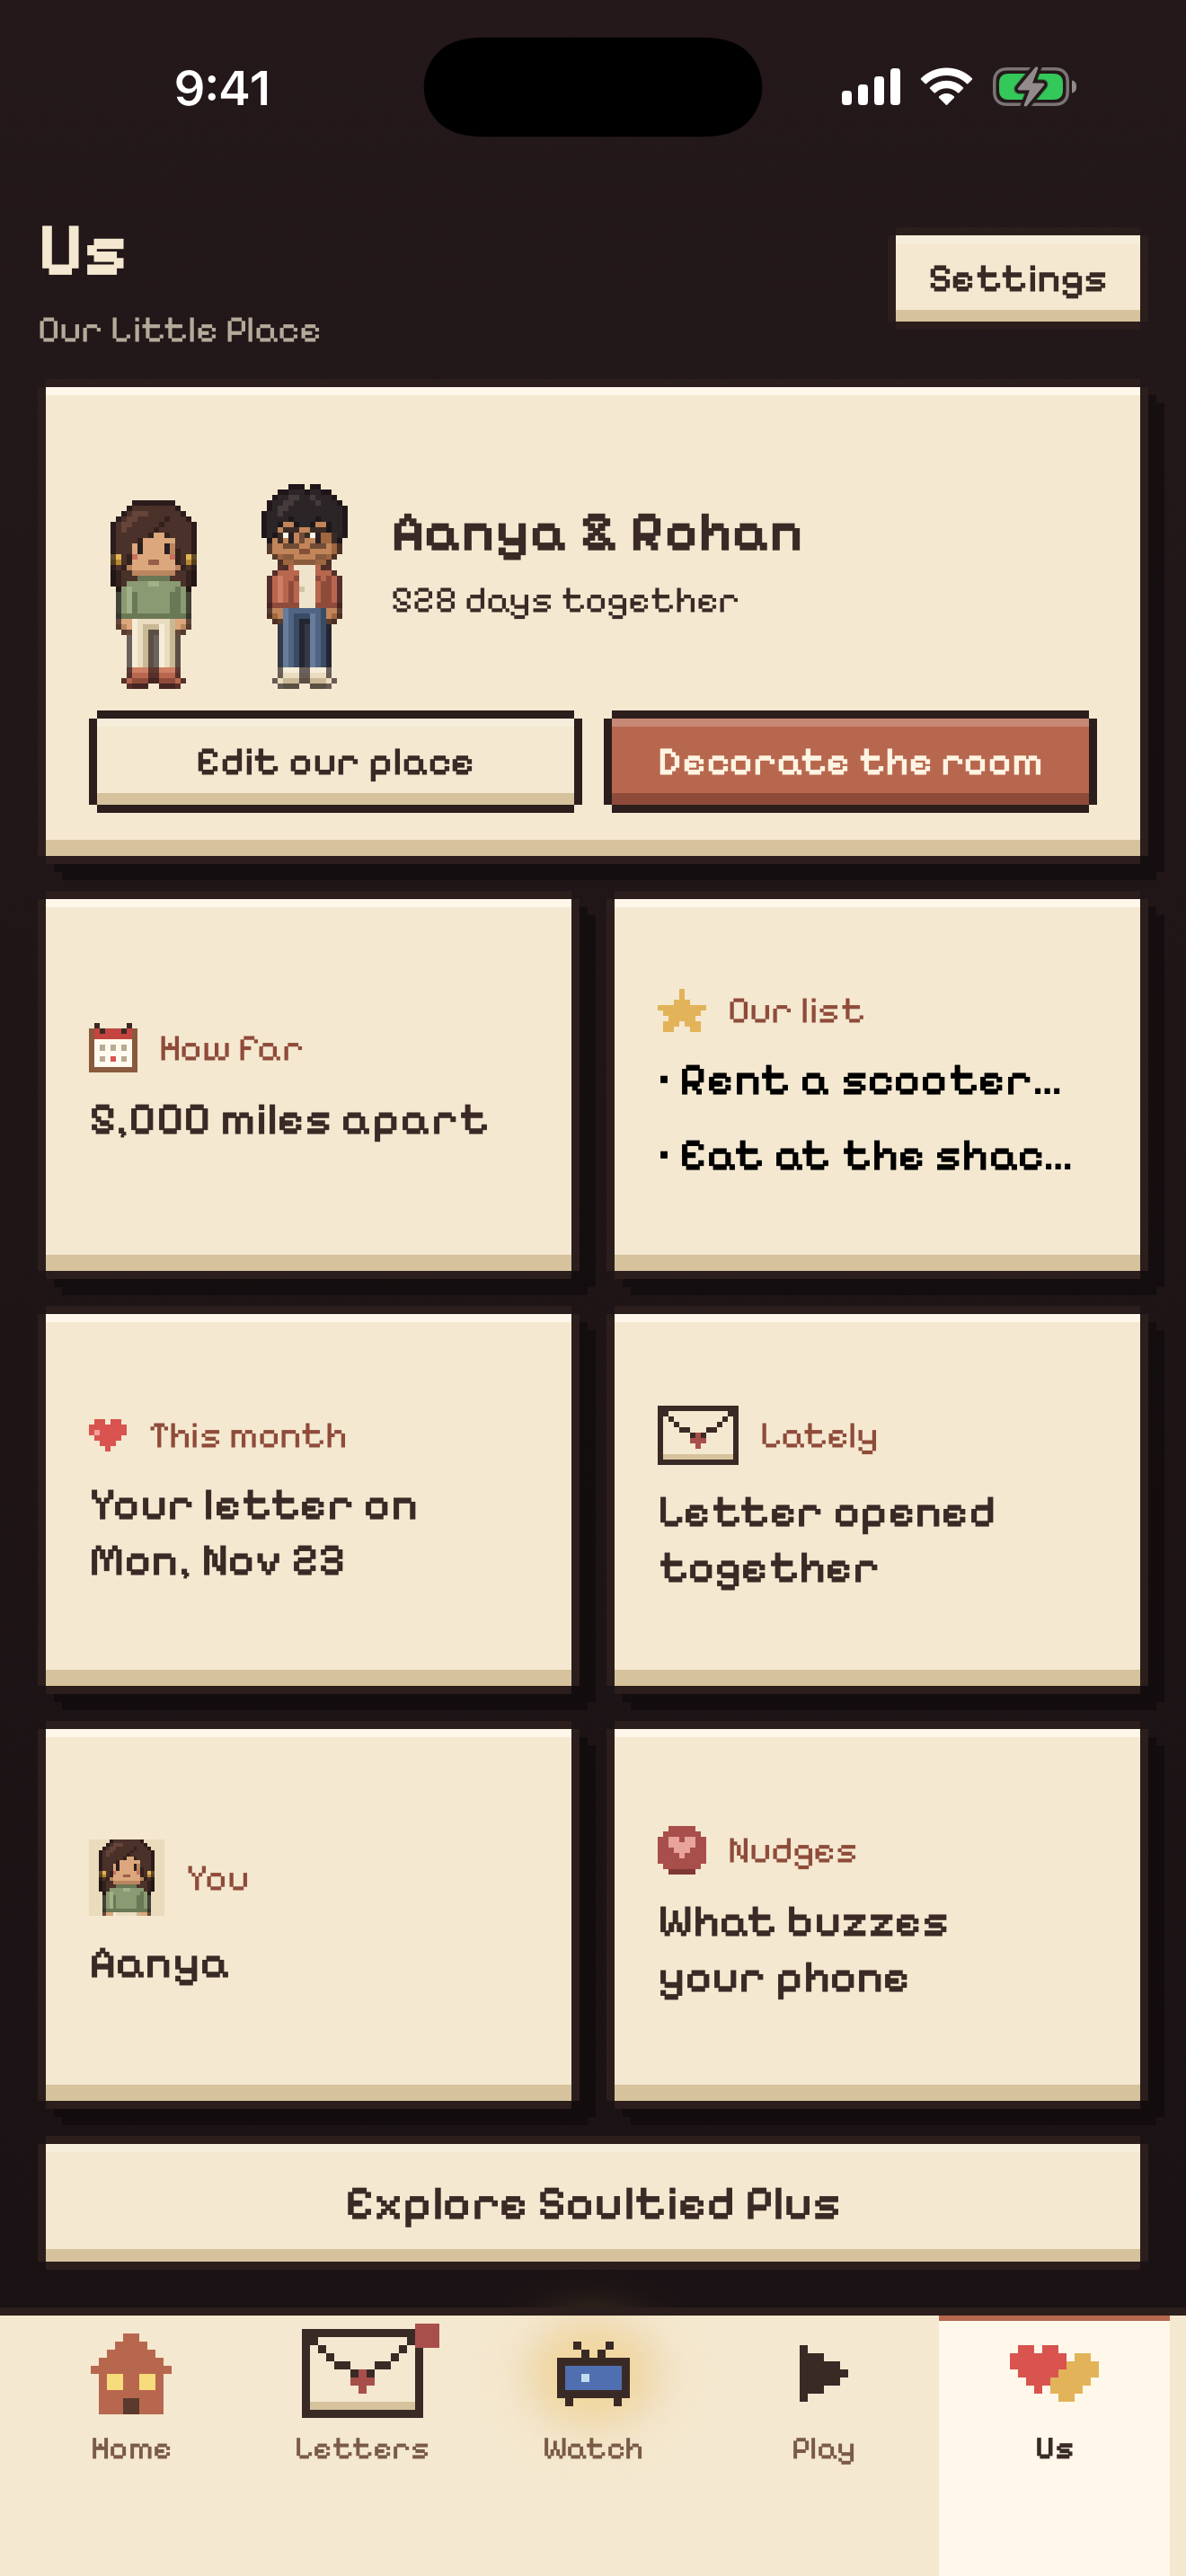 9:41
Us
Our Little Place
Settings
Aanya & Rohan
528 days together
Edit our place
Decorate the room
How far
5,000 miles apart
Our list
· Rent a scooter...
· Eat at the shac...
This month
Your letter on
Mon, Nov 23
Lately
Letter opened
together
You
Aanya
Nudges
What buzzes
your phone
Explore Soultied Plus
Home
Letters
Watch
Play
Us